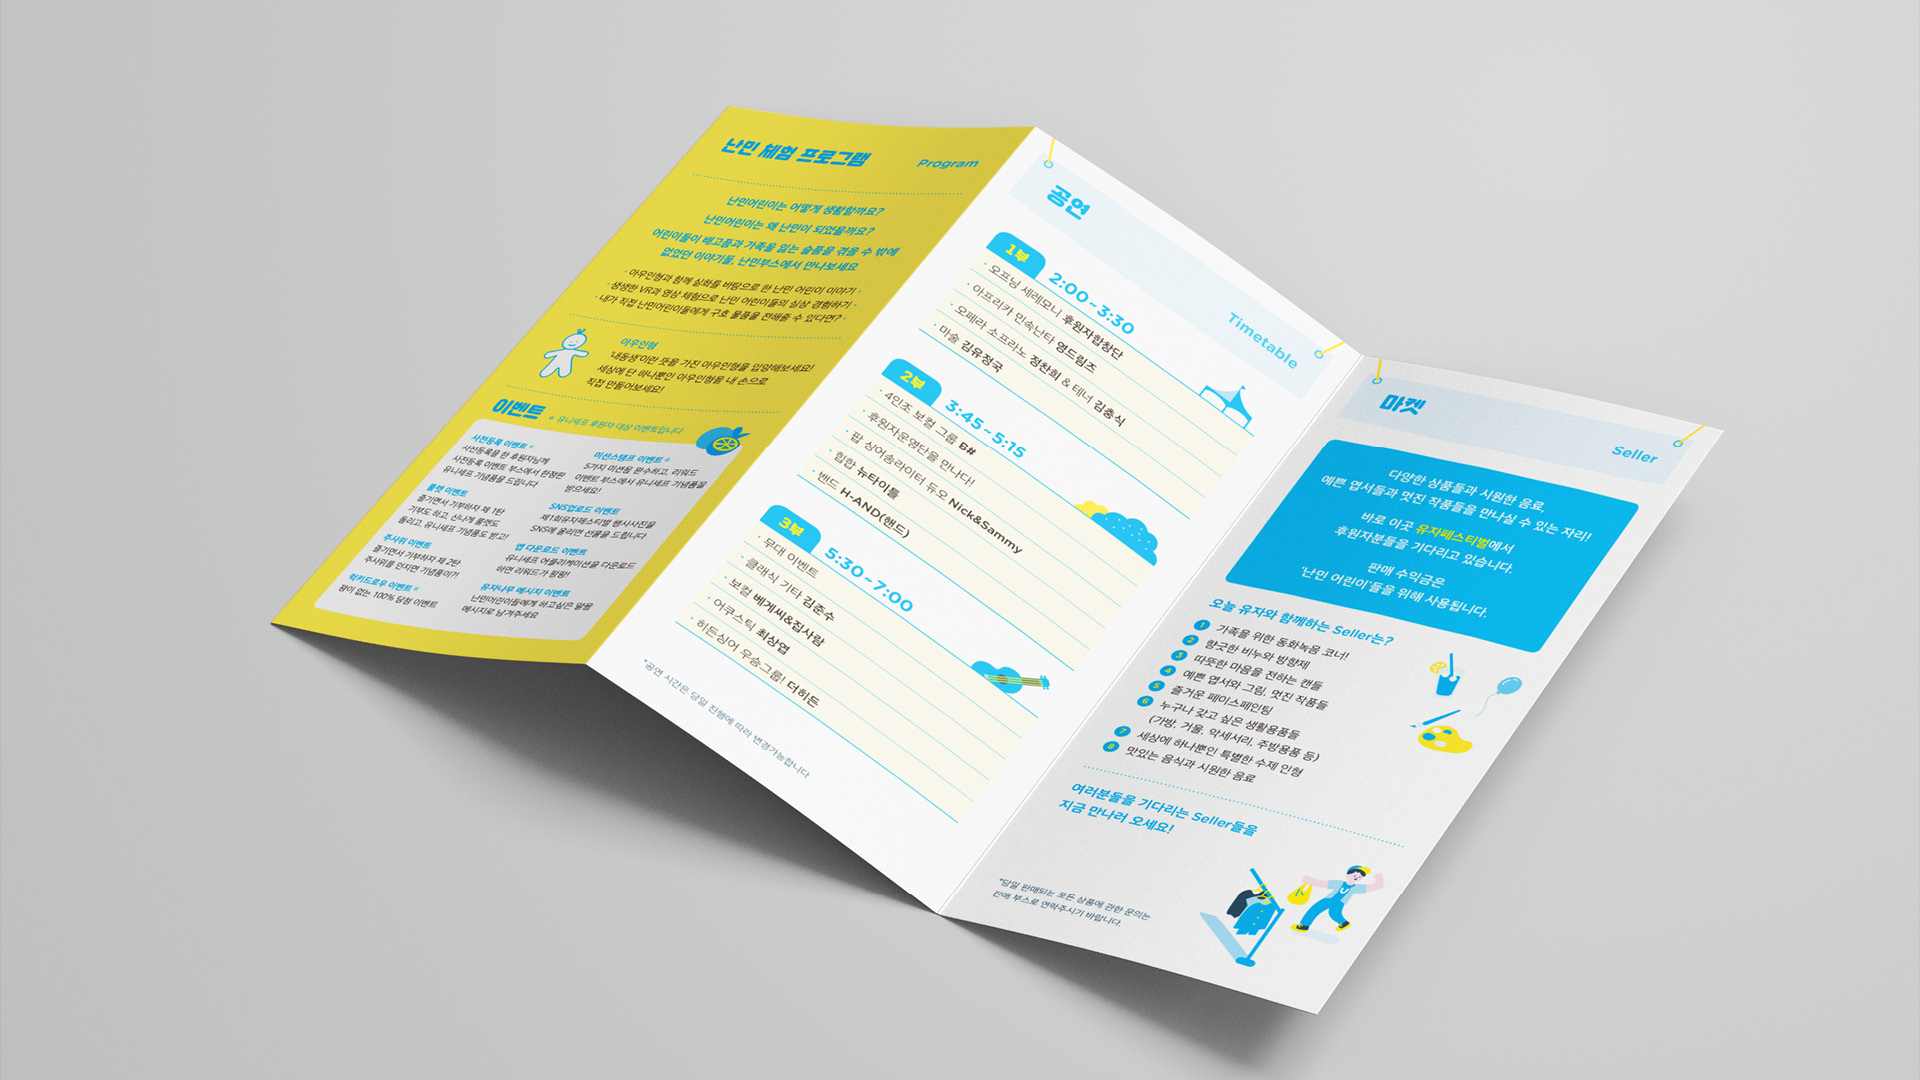 난민 체험 프로그램
Program
난민어린이는 어떻게 생활할까요?
난민어린이는 왜 난민이 되었을까요?
어린이들이 배고픔과 가족을 잃는 슬픔을 겪을 수 밖에
없었던 이야기들, 난민부스에서 만나보세요
· 아우인형과 함께 실화를 바탕으로 한 난민 어린이 이야기 ·
· 생생한 VR과 영상 체험으로 난민 어린이들의 실상 경험하기 ·
· 내가 직접 난민어린이들에게 구호 물품을 전해줄 수 있다면? ·
아우인형
'내동생'이란 뜻을 가진 아우인형을 입양해보세요!
세상에 단 하나뿐인 아우인형을 내 손으로
직접 만들어보세요!
이벤트
* 유니세프 후원자 대상 이벤트입니다
사전등록 이벤트 *
사전등록을 한 후원자님께
사전등록 이벤트 부스에서 한정판
유니세프 기념품을 드립니다
룰렛 이벤트
즐기면서 기부하자 제 1탄
기부도 하고, 신나게 룰렛도
돌리고, 유니세프 기념품도 받고!
주사위 이벤트
즐기면서 기부하자 제 2탄
주사위를 던지면 기념품이?!
럭키드로우 이벤트 *
꽝이 없는 100% 당첨 이벤트
미션스탬프 이벤트 *
5가지 미션을 완수하고, 리워드
이벤트 부스에서 유니세프 기념품을
받으세요!
SNS업로드 이벤트
제1회유자페스티벌 행사사진을
SNS에 올리면 선물을 드립니다
앱 다운로드 이벤트
유니세프 어플리케이션을 다운로드
하면 리워드가 팡팡!!
유자나무 메시지 이벤트
난민어린이들에게 하고싶은 말을
메시지로 남겨주세요
공연
Timetable
1부
2:00~3:30
· 오프닝 세레모니 후원자합창단
· 아프리카 민속난타 영드림즈
· 오페라 소프라노 정찬희 & 테너 김충식
· 마술 김유정국
2부
3:45~5:15
· 4인조 보컬 그룹 B#
· 후원자운영단을 만나다!
· 팝 싱어송라이터 듀오 Nick&Sammy
· 힙합 뉴타이틀
· 밴드 H-AND(핸드)
3부
5:30~7:00
· 무대 이벤트
· 클래식 기타 김준수
· 보컬 베게씨&집사람
· 어쿠스틱 최상엽
· 히든싱어 우승그룹! 더히든
*공연 시간은 당일 진행에 따라 변경가능합니다
마켓
Seller
다양한 상품들과 시원한 음료,
예쁜 엽서들과 멋진 작품들을 만나실 수 있는 자리!
바로 이곳 유자페스티벌에서
후원자분들을 기다리고 있습니다.
판매 수익금은
'난민 어린이'들을 위해 사용됩니다.
오늘 유자와 함께하는 Seller는?
1 가족을 위한 동화녹음 코너!
2 향긋한 비누와 방향제
3 따뜻한 마음을 전하는 캔들
4 예쁜 엽서와 그림, 멋진 작품들
5 즐거운 페이스페인팅
6 누구나 갖고 싶은 생활용품들
(가방, 거울, 악세서리, 주방용품 등)
7 세상에 하나뿐인 특별한 수제 인형
8 맛있는 음식과 시원한 음료
여러분들을 기다리는 Seller들을
지금 만나러 오세요!
*당일 판매되는 모든 상품에 관한 문의는
판매 부스로 연락주시기 바랍니다.